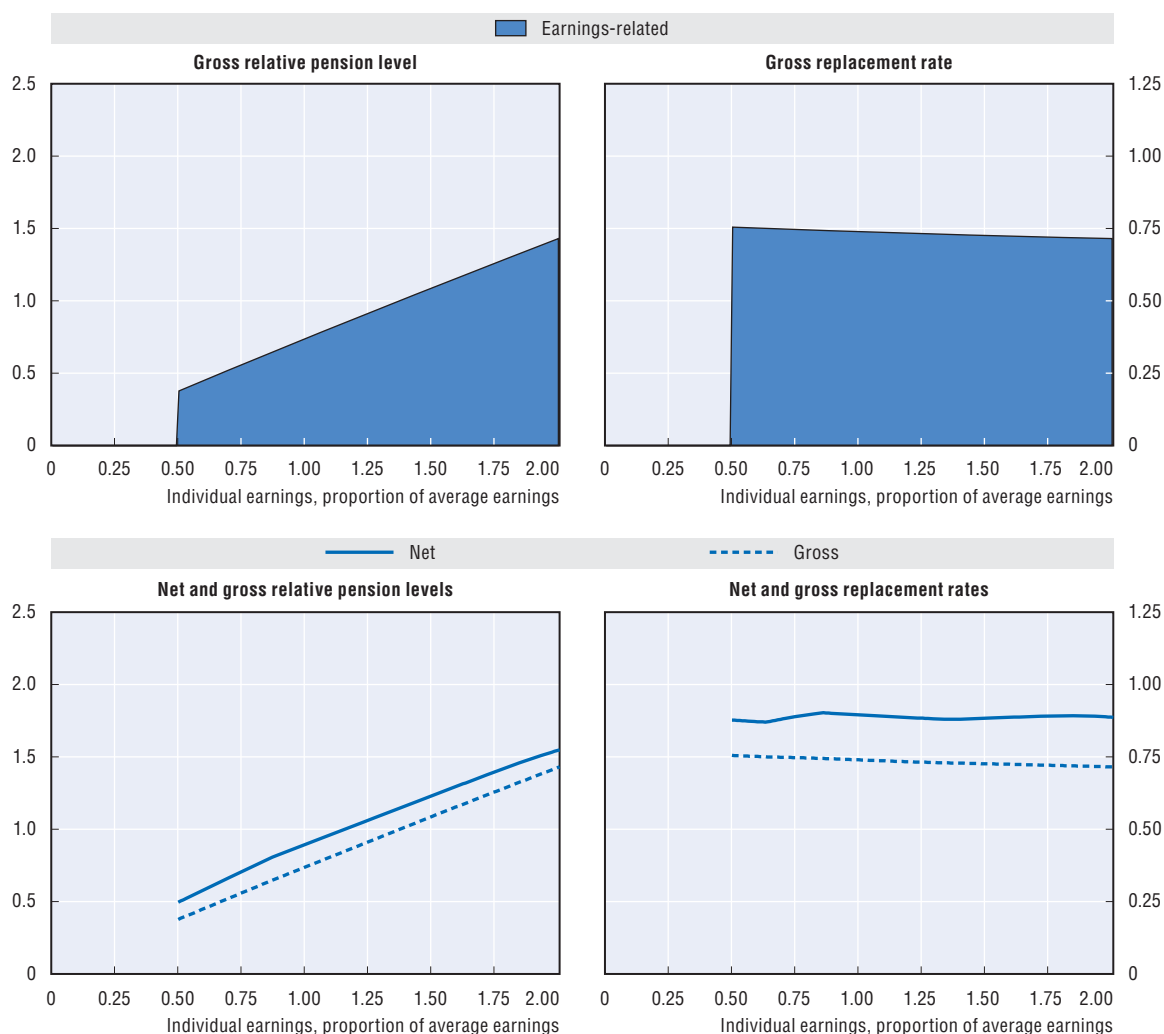 Earnings-related
Gross relative pension level
Gross replacement rate
2.5
2.0
1.5
1.0
0.5
0
1.25
1.00
0.75
0.50
0.25
0
0 0.25 0.50 0.75 1.00 1.25 1.50 1.75 2.00
0 0.25 0.50 0.75 1.00 1.25 1.50 1.75 2.00
Individual earnings, proportion of average earnings
Individual earnings, proportion of average earnings
Net Gross
Net and gross relative pension levels
Net and gross replacement rates
2.5
2.0
1.5
1.0
0.5
0
1.25
1.00
0.75
0.50
0.25
0
0 0.25 0.50 0.75 1.00 1.25 1.50 1.75 2.00
0 0.25 0.50 0.75 1.00 1.25 1.50 1.75 2.00
Individual earnings, proportion of average earnings
Individual earnings, proportion of average earnings